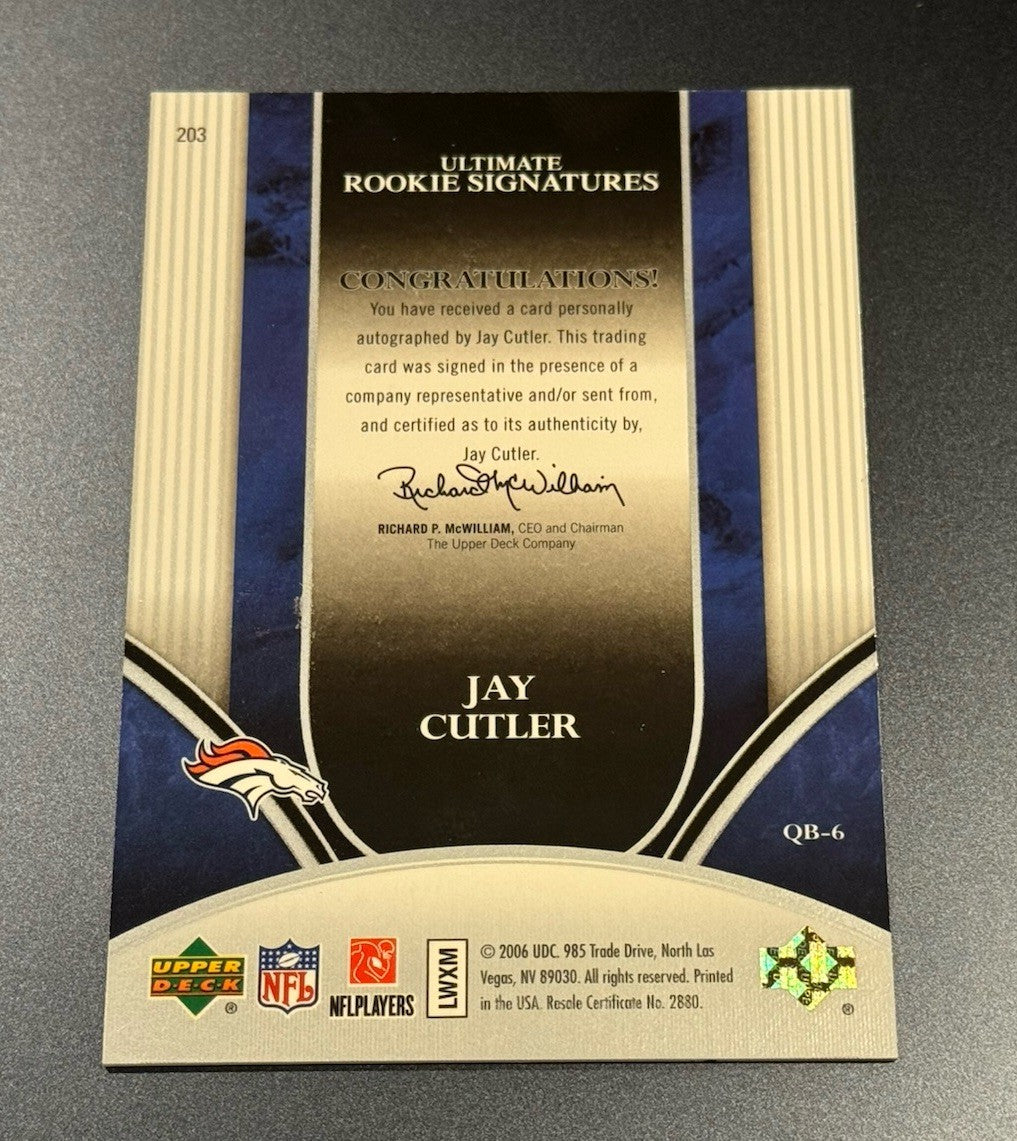 203
ULTIMATE
ROOKIE SIGNATURES
CONGRATULATIONS!
You have received a card personally
autographed by Jay Cutler. This trading
card was signed in the presence of a
company representative and/or sent from,
and certified as to its authenticity by,
Jay Cutler.
Richard P. McWilliam
RICHARD P. McWILLIAM, CEO and Chairman
The Upper Deck Company
JAY
CUTLER
QB-6
UPPER
D·E·C·K
®
NFL
NFLPLAYERS
LWXM
© 2006 UDC. 985 Trade Drive, North Las
Vegas, NV 89030. All rights reserved. Printed
in the USA. Resale Certificate No. 2880.
®